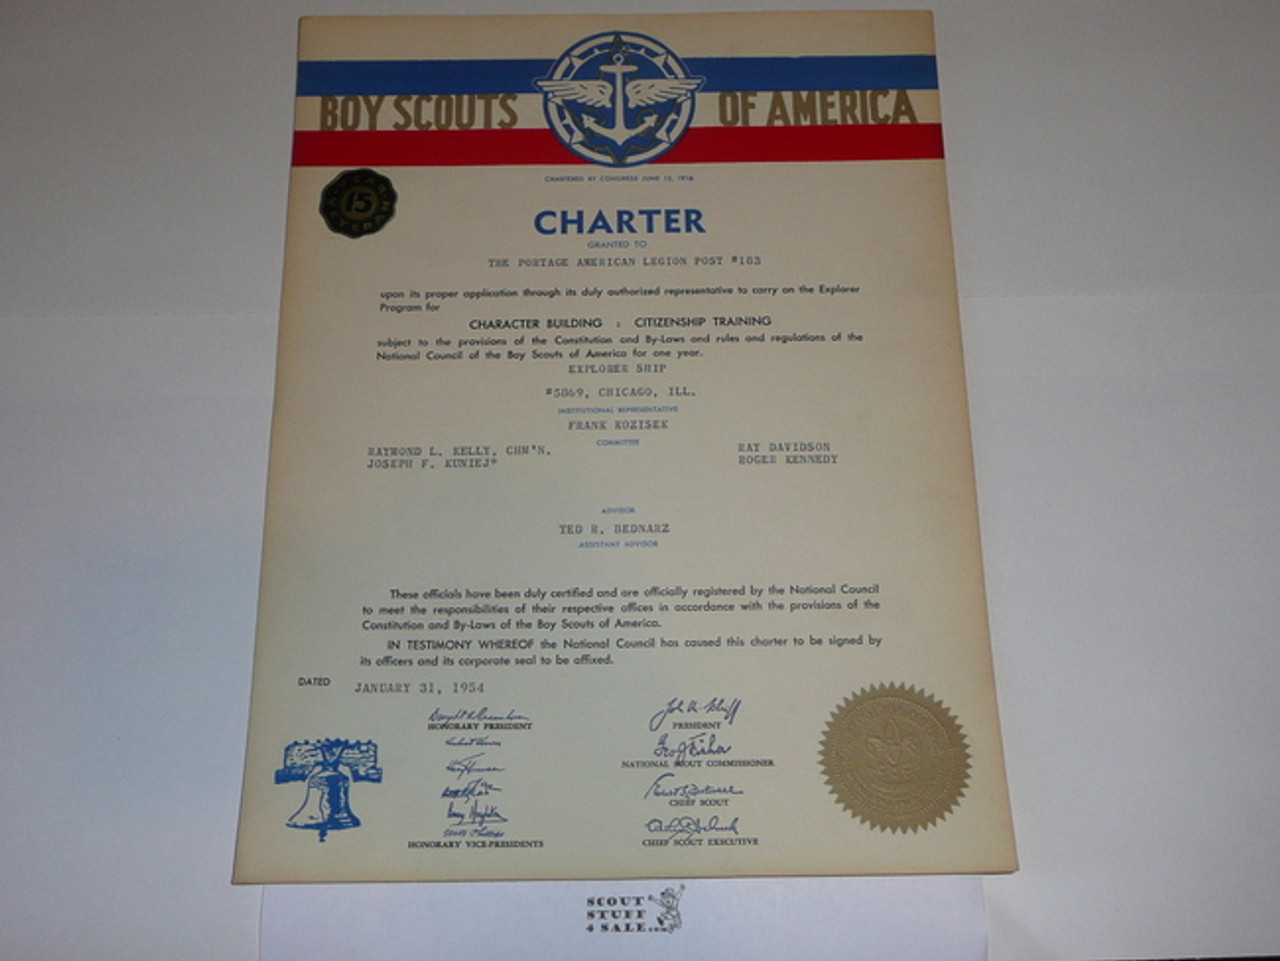 BOY SCOUTS OF AMERICA
CHARTERED BY CONGRESS JUNE 15, 1916
15 YEAR VETERAN
CHARTER
GRANTED TO
THE PORTAGE AMERICAN LEGION POST #183
upon its proper application through its duly authorized representative to carry on the Explorer
Program for
CHARACTER BUILDING : CITIZENSHIP TRAINING
subject to the provisions of the Constitution and By-Laws and rules and regulations of the
National Council of the Boy Scouts of America for one year.
EXPLORER SHIP
#5869, CHICAGO, ILL.
INSTITUTIONAL REPRESENTATIVE
FRANK KOZISEK
COMMITTEE
RAYMOND L. KELLY, CHM'N. RAY DAVIDSON
JOSEPH F. KUNIEJ* ROGER KENNEDY
ADVISOR
TED R. BEDNARZ
ASSISTANT ADVISOR
These officials have been duly certified and are officially registered by the National Council
to meet the responsibilities of their respective offices in accordance with the provisions of the
Constitution and By-Laws of the Boy Scouts of America.
IN TESTIMONY WHEREOF the National Council has caused this charter to be signed by
its officers and its corporate seal to be affixed.
DATED JANUARY 31, 1954
HONORARY PRESIDENT
PRESIDENT
NATIONAL SCOUT COMMISSIONER
CHIEF SCOUT
HONORARY VICE-PRESIDENTS
CHIEF SCOUT EXECUTIVE
SCOUT
STUFF
4 SALE.com